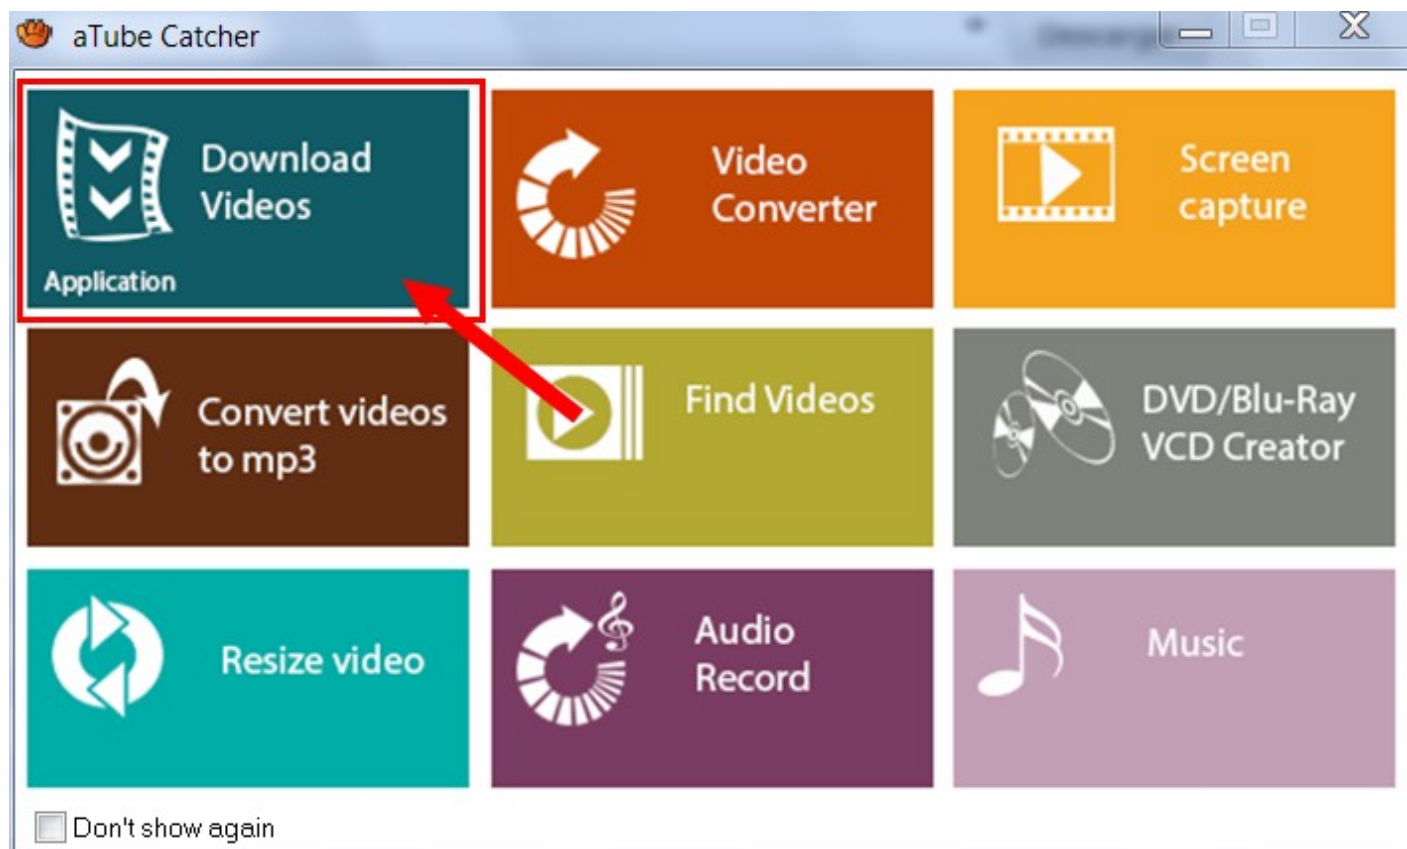 aTube Catcher
Download
Videos
Application
Video
Converter
Screen
capture
Convert videos
to mp3
Find Videos
DVD/Blu-Ray
VCD Creator
Resize video
Audio
Record
Music
Don't show again